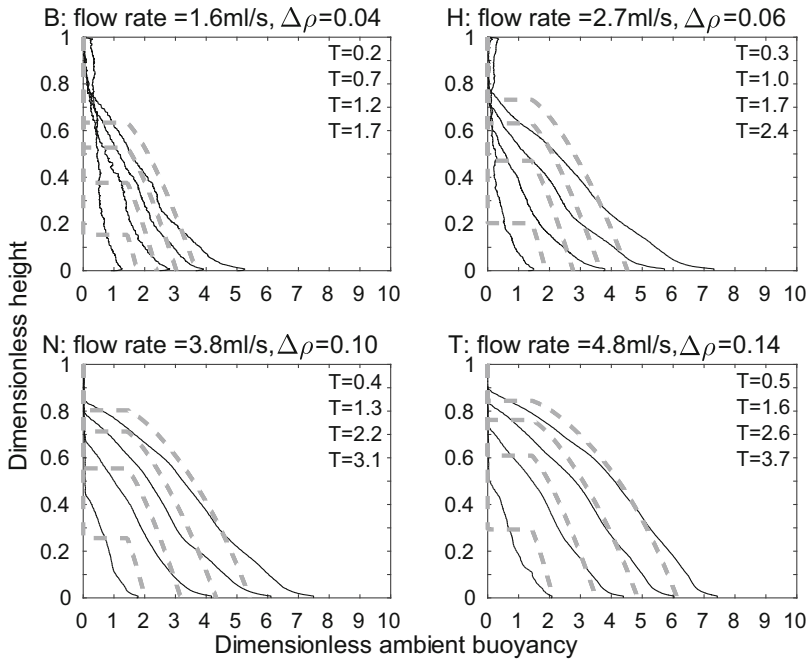 B: flow rate =1.6ml/s, Δρ=0.04
H: flow rate =2.7ml/s, Δρ=0.06
1
0.8
0.6
0.4
0.2
0
T=0.2
T=0.7
T=1.2
T=1.7
0 1 2 3 4 5 6 7 8 9 10
1
0.8
0.6
0.4
0.2
0
T=0.3
T=1.0
T=1.7
T=2.4
0 1 2 3 4 5 6 7 8 9 10
Dimensionless height
N: flow rate =3.8ml/s,Δρ=0.10
T: flow rate =4.8ml/s,Δρ=0.14
1
0.8
0.6
0.4
0.2
0
T=0.4
T=1.3
T=2.2
T=3.1
0 1 2 3 4 5 6 7 8 9 10
1
0.8
0.6
0.4
0.2
0
T=0.5
T=1.6
T=2.6
T=3.7
0 1 2 3 4 5 6 7 8 9 10
Dimensionless ambient buoyancy